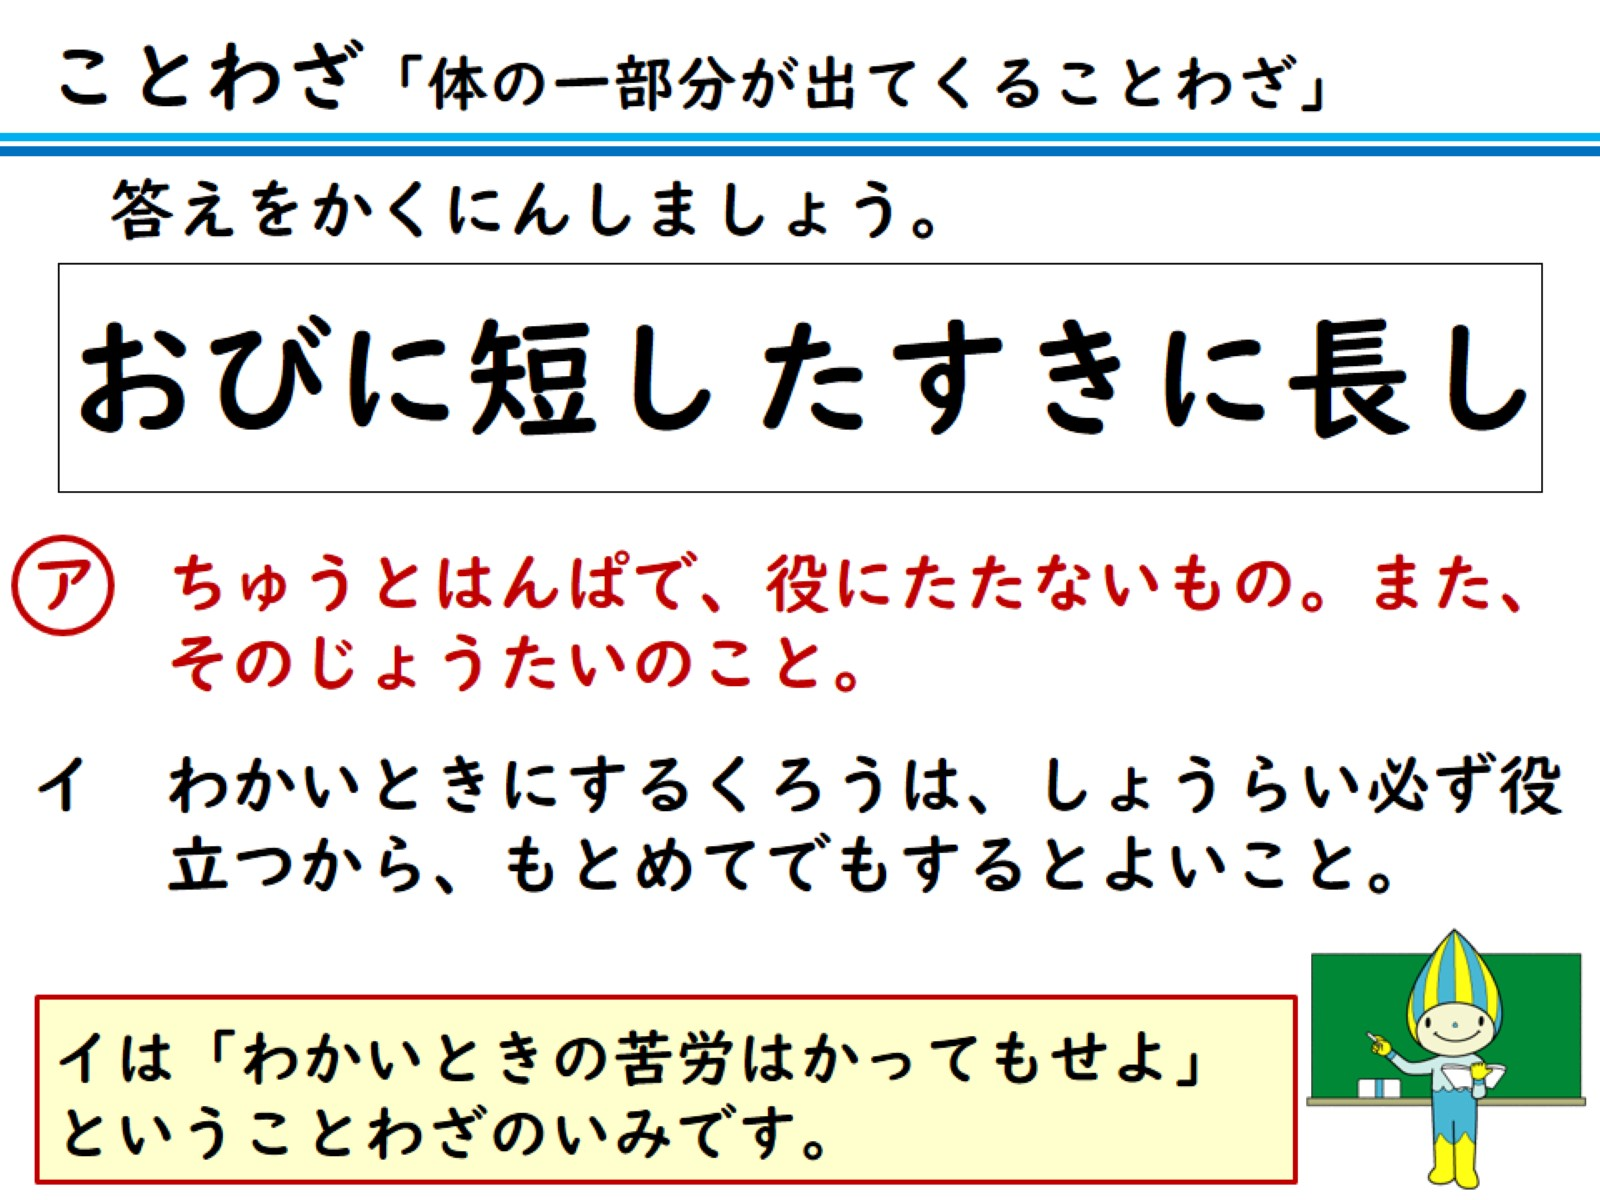 ことわざ「体の一部分が出てくることわざ」
答えをかくにんしましょう。
おびに短し たすきに長し
ア ちゅうとはんぱで、役にたたないもの。また、
そのじょうたいのこと。
イ わかいときにするくろうは、しょうらい必ず役
立つから、もとめてでもするとよいこと。
イは「わかいときの苦労はかってもせよ」
ということわざのいみです。